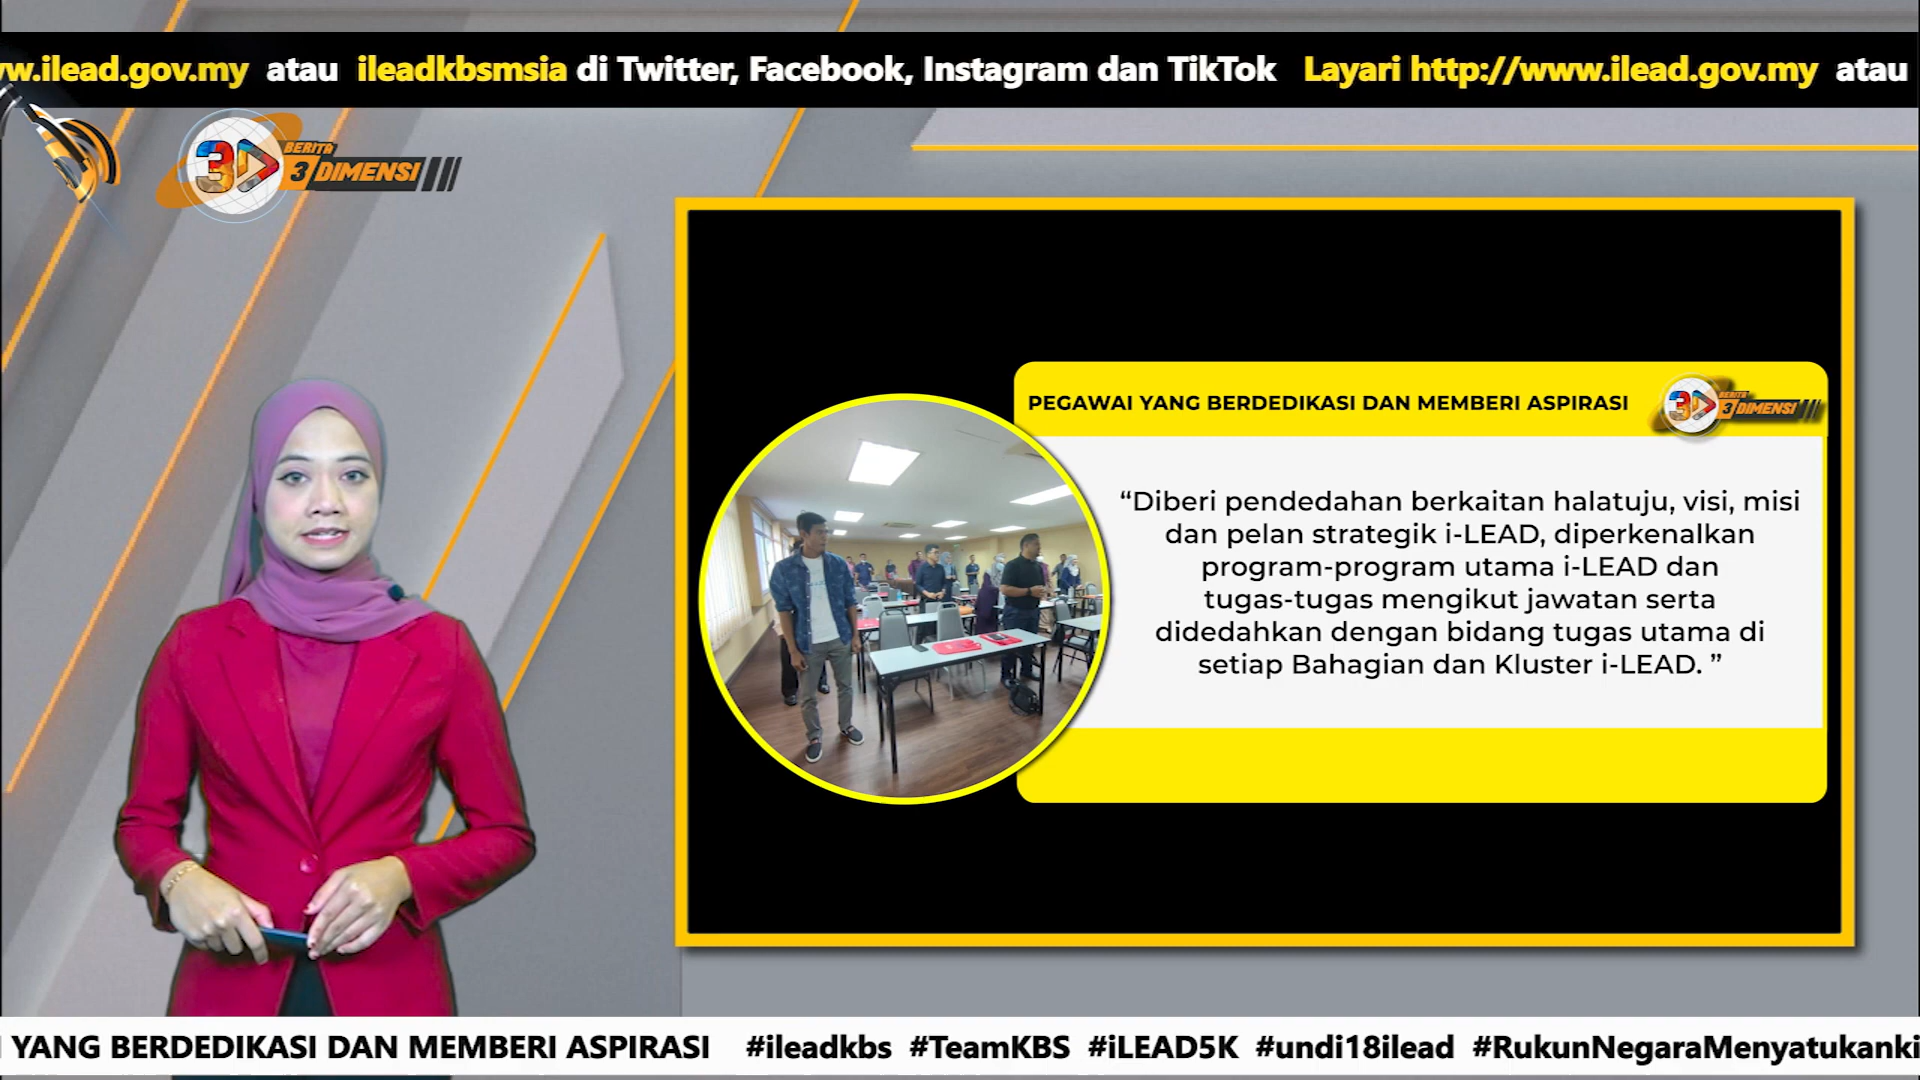 ww.ilead.gov.my atau ileadkbsmsia di Twitter, Facebook, Instagram dan TikTok Layari http://www.ilead.gov.my atau
3D BERITA
3 DIMENSI
PEGAWAI YANG BERDEDIKASI DAN MEMBERI ASPIRASI
3D BERITA
3 DIMENSI
“Diberi pendedahan berkaitan halatuju, visi, misi
dan pelan strategik i-LEAD, diperkenalkan
program-program utama i-LEAD dan
tugas-tugas mengikut jawatan serta
didedahkan dengan bidang tugas utama di
setiap Bahagian dan Kluster i-LEAD. ”
YANG BERDEDIKASI DAN MEMBERI ASPIRASI #ileadkbs #TeamKBS #iLEAD5K #undi18ilead #RukunNegaraMenyatukanki